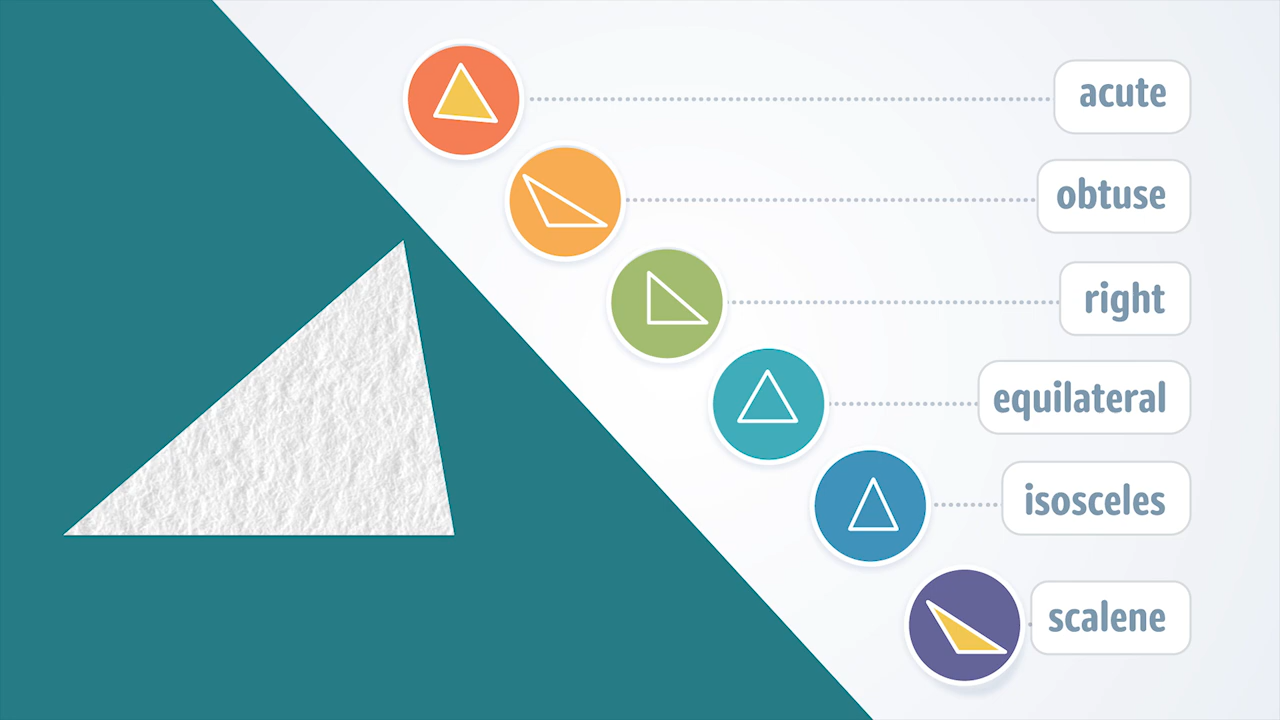 acute
obtuse
right
equilateral
isosceles
scalene